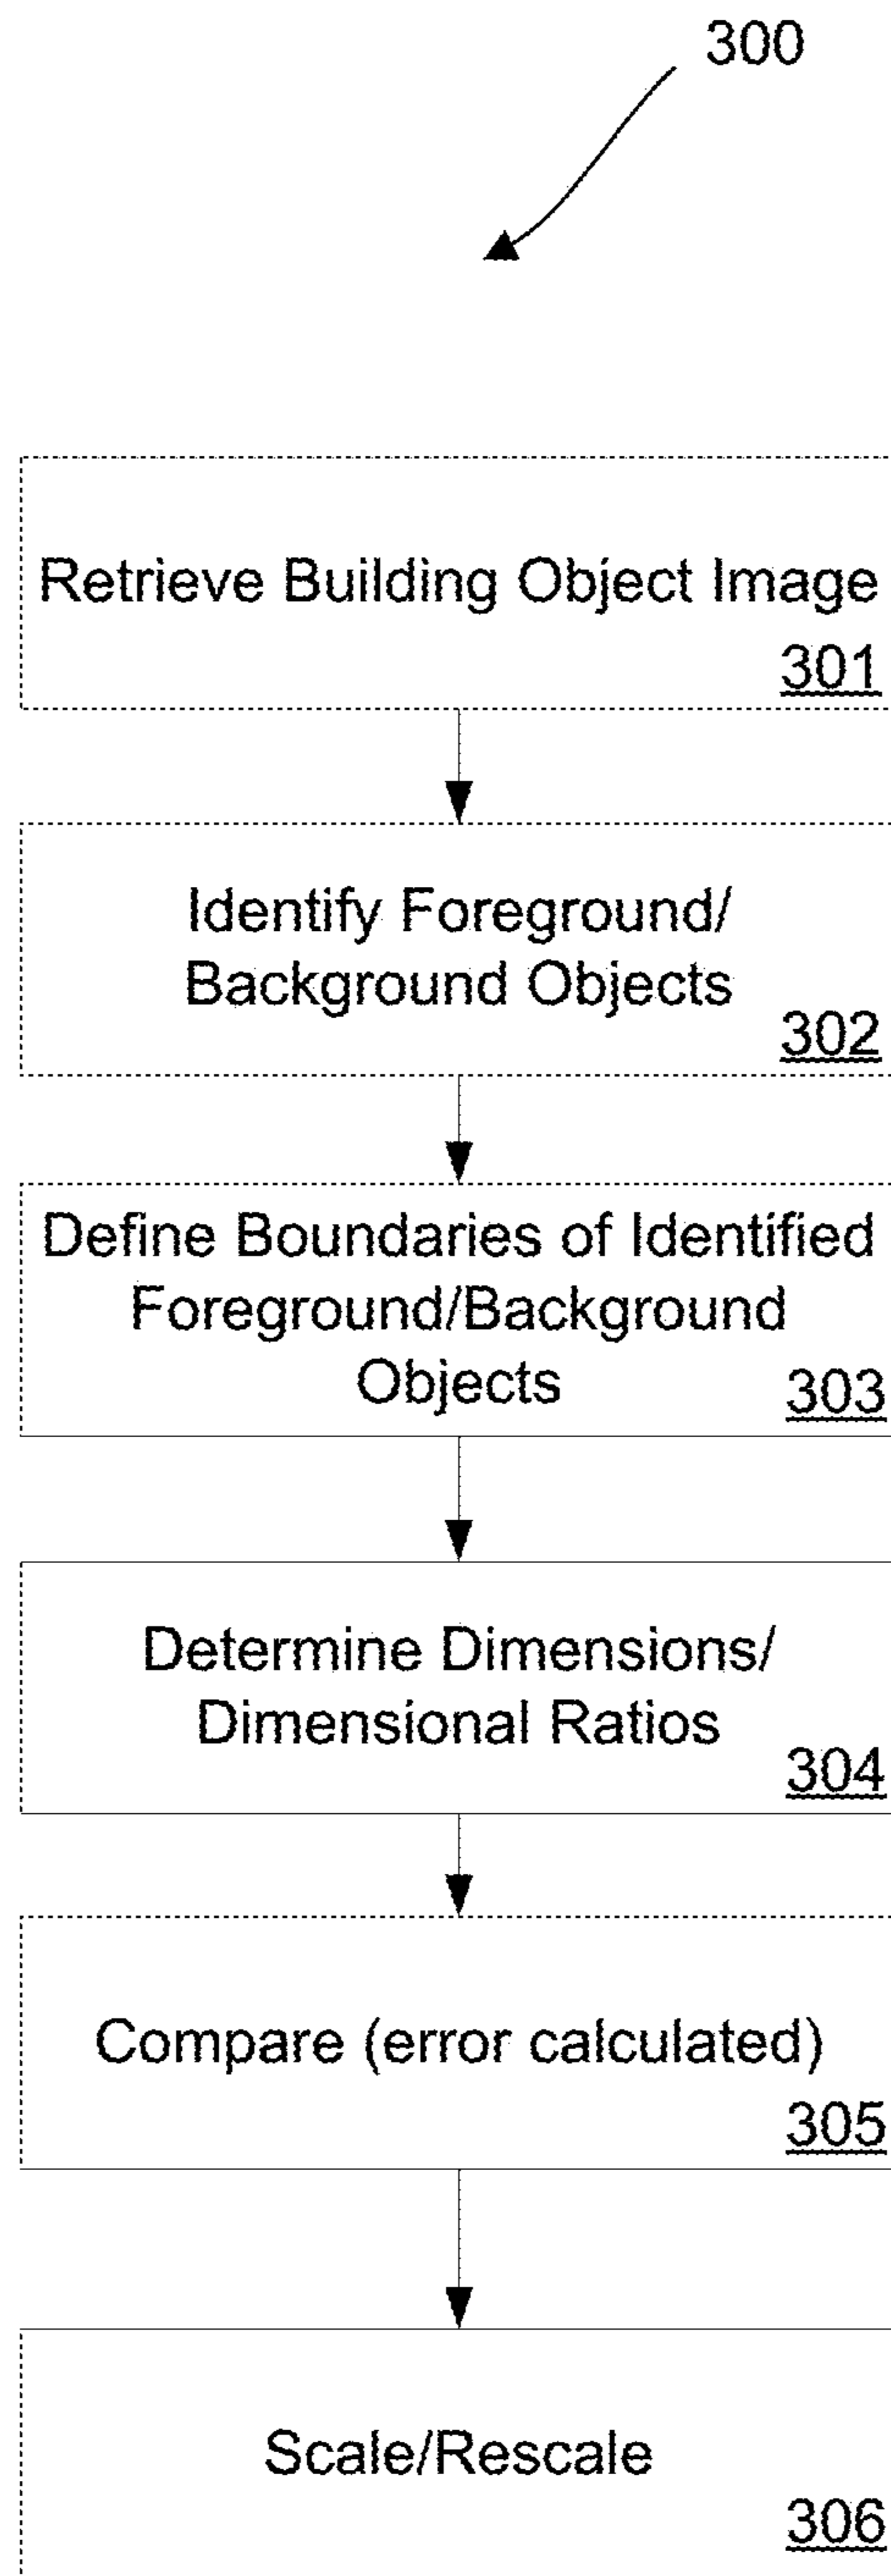 300
Retrieve Building Object Image
301
Identify Foreground/
Background Objects
302
Define Boundaries of Identified
Foreground/Background
Objects
303
Determine Dimensions/
Dimensional Ratios
304
Compare (error calculated)
305
Scale/Rescale
306